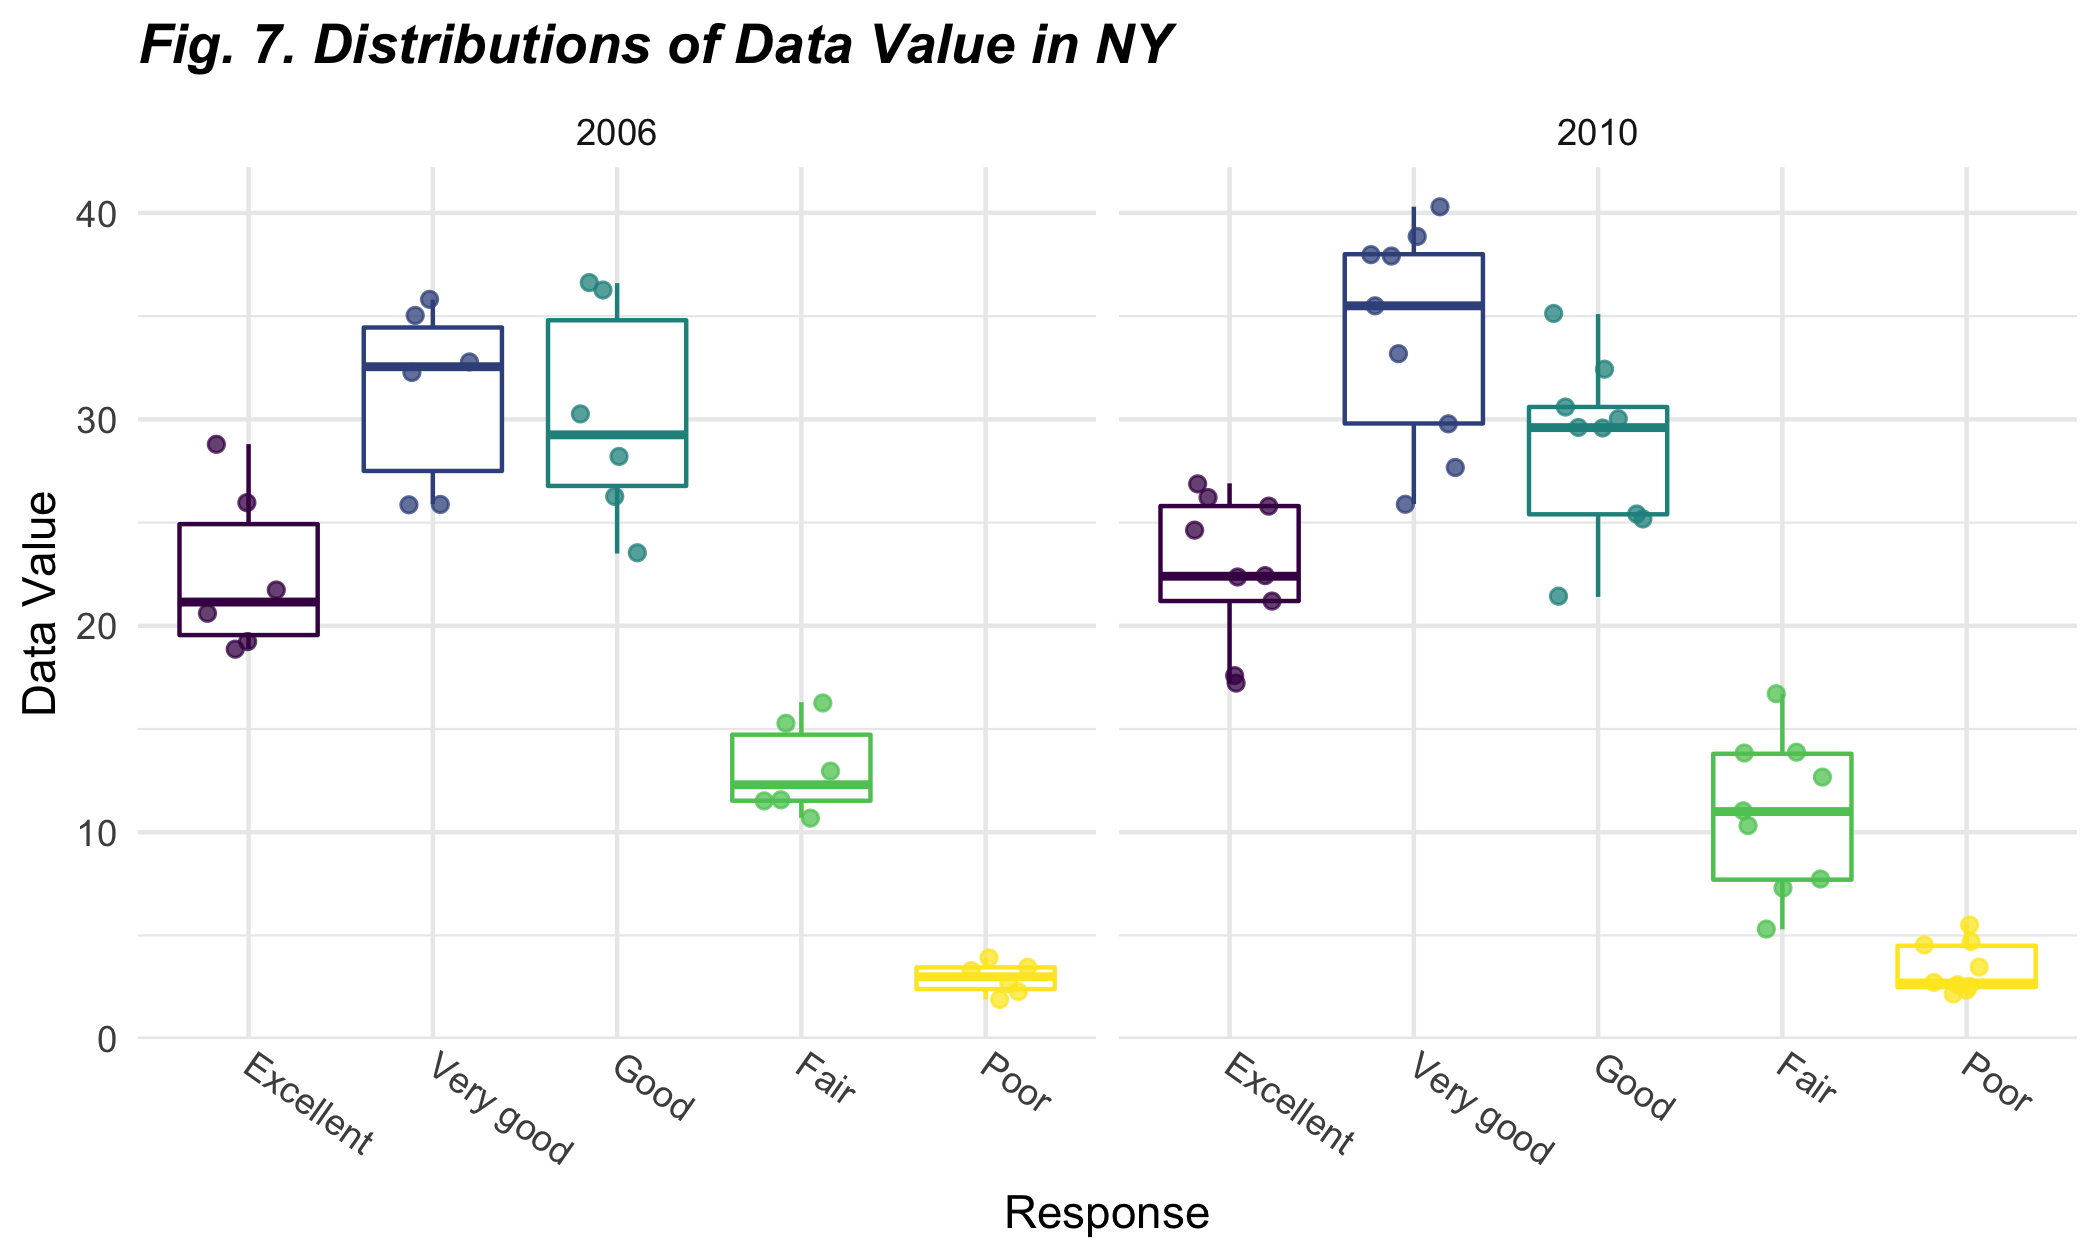 Fig. 7. Distributions of Data Value in NY
2006
2010
40
30
20
10
0
Data Value
Excellent
Very good
Good
Fair
Poor
Excellent
Very good
Good
Fair
Poor
Response